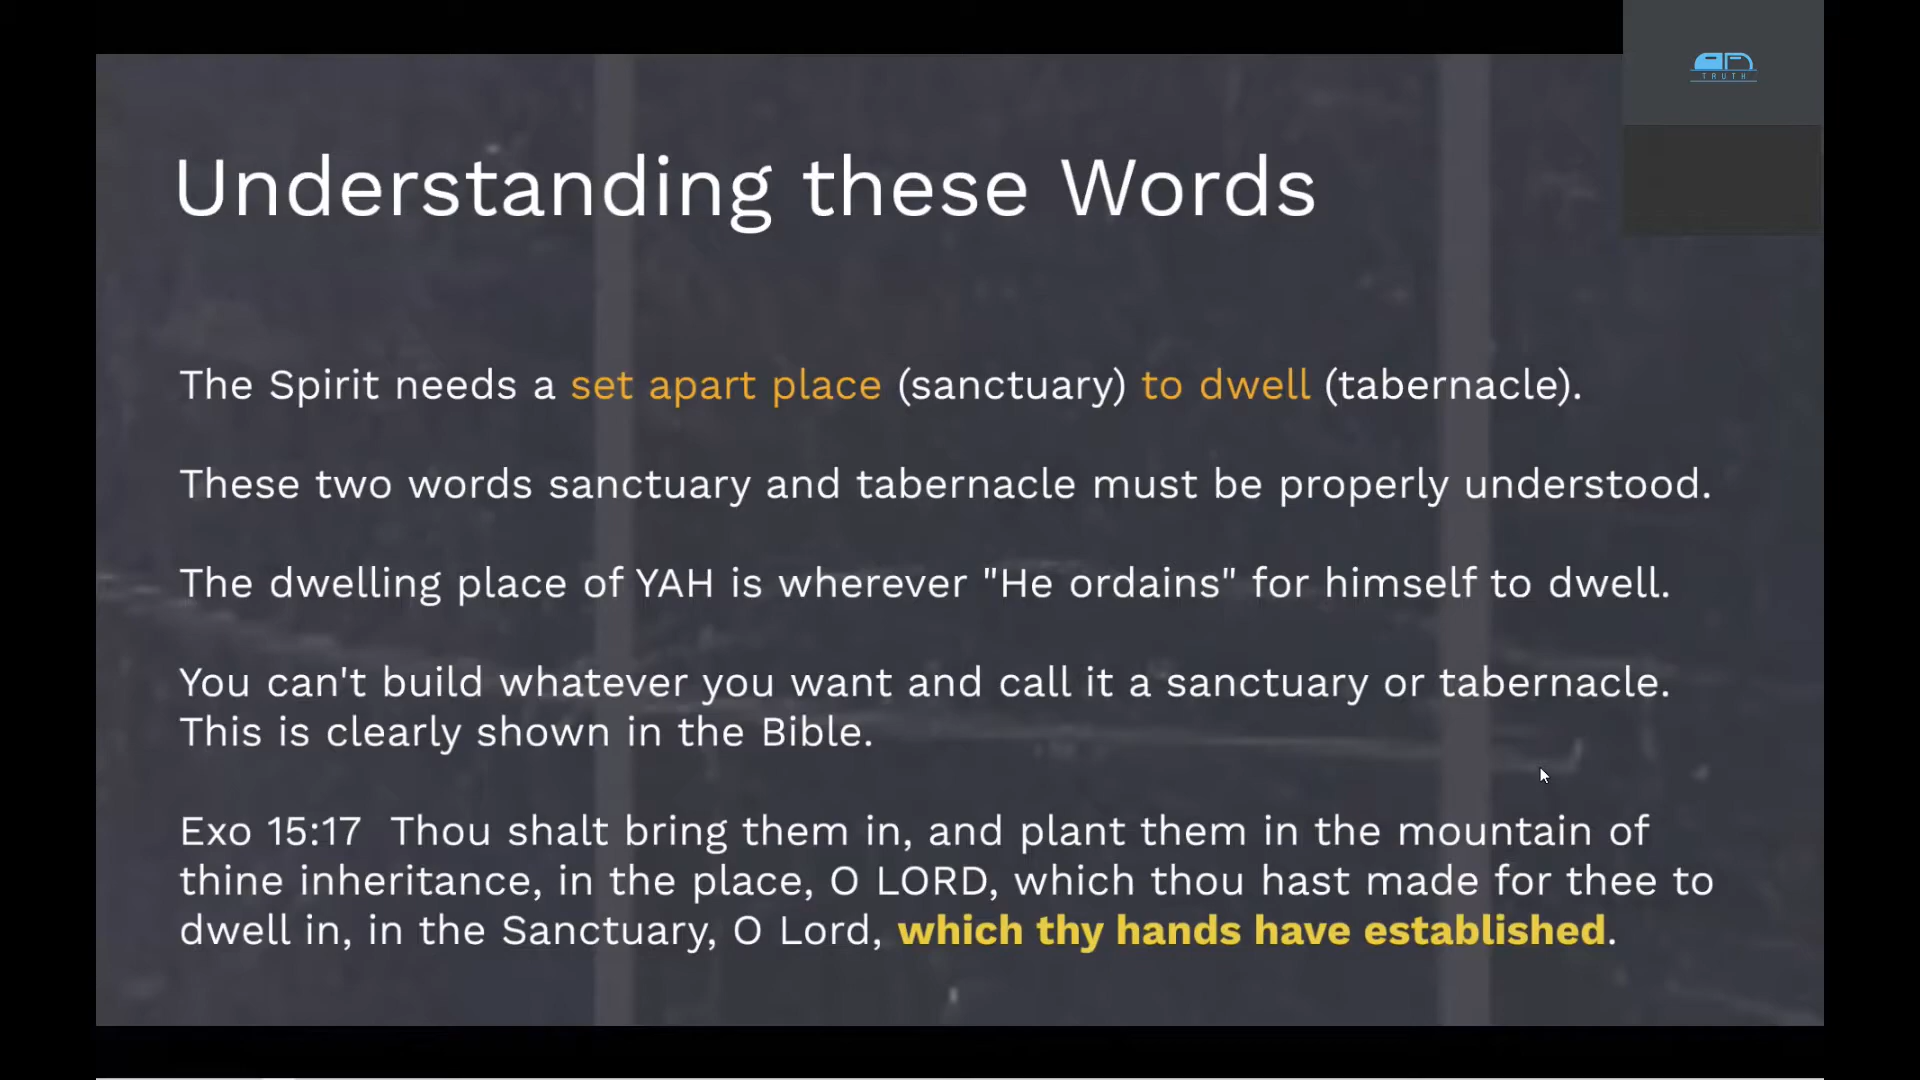 TRUTH
Understanding these Words
The Spirit needs a set apart place (sanctuary) to dwell (tabernacle).
These two words sanctuary and tabernacle must be properly understood.
The dwelling place of YAH is wherever "He ordains" for himself to dwell.
You can't build whatever you want and call it a sanctuary or tabernacle.
This is clearly shown in the Bible.
Exo 15:17  Thou shalt bring them in, and plant them in the mountain of
thine inheritance, in the place, O LORD, which thou hast made for thee to
dwell in, in the Sanctuary, O Lord, which thy hands have established.